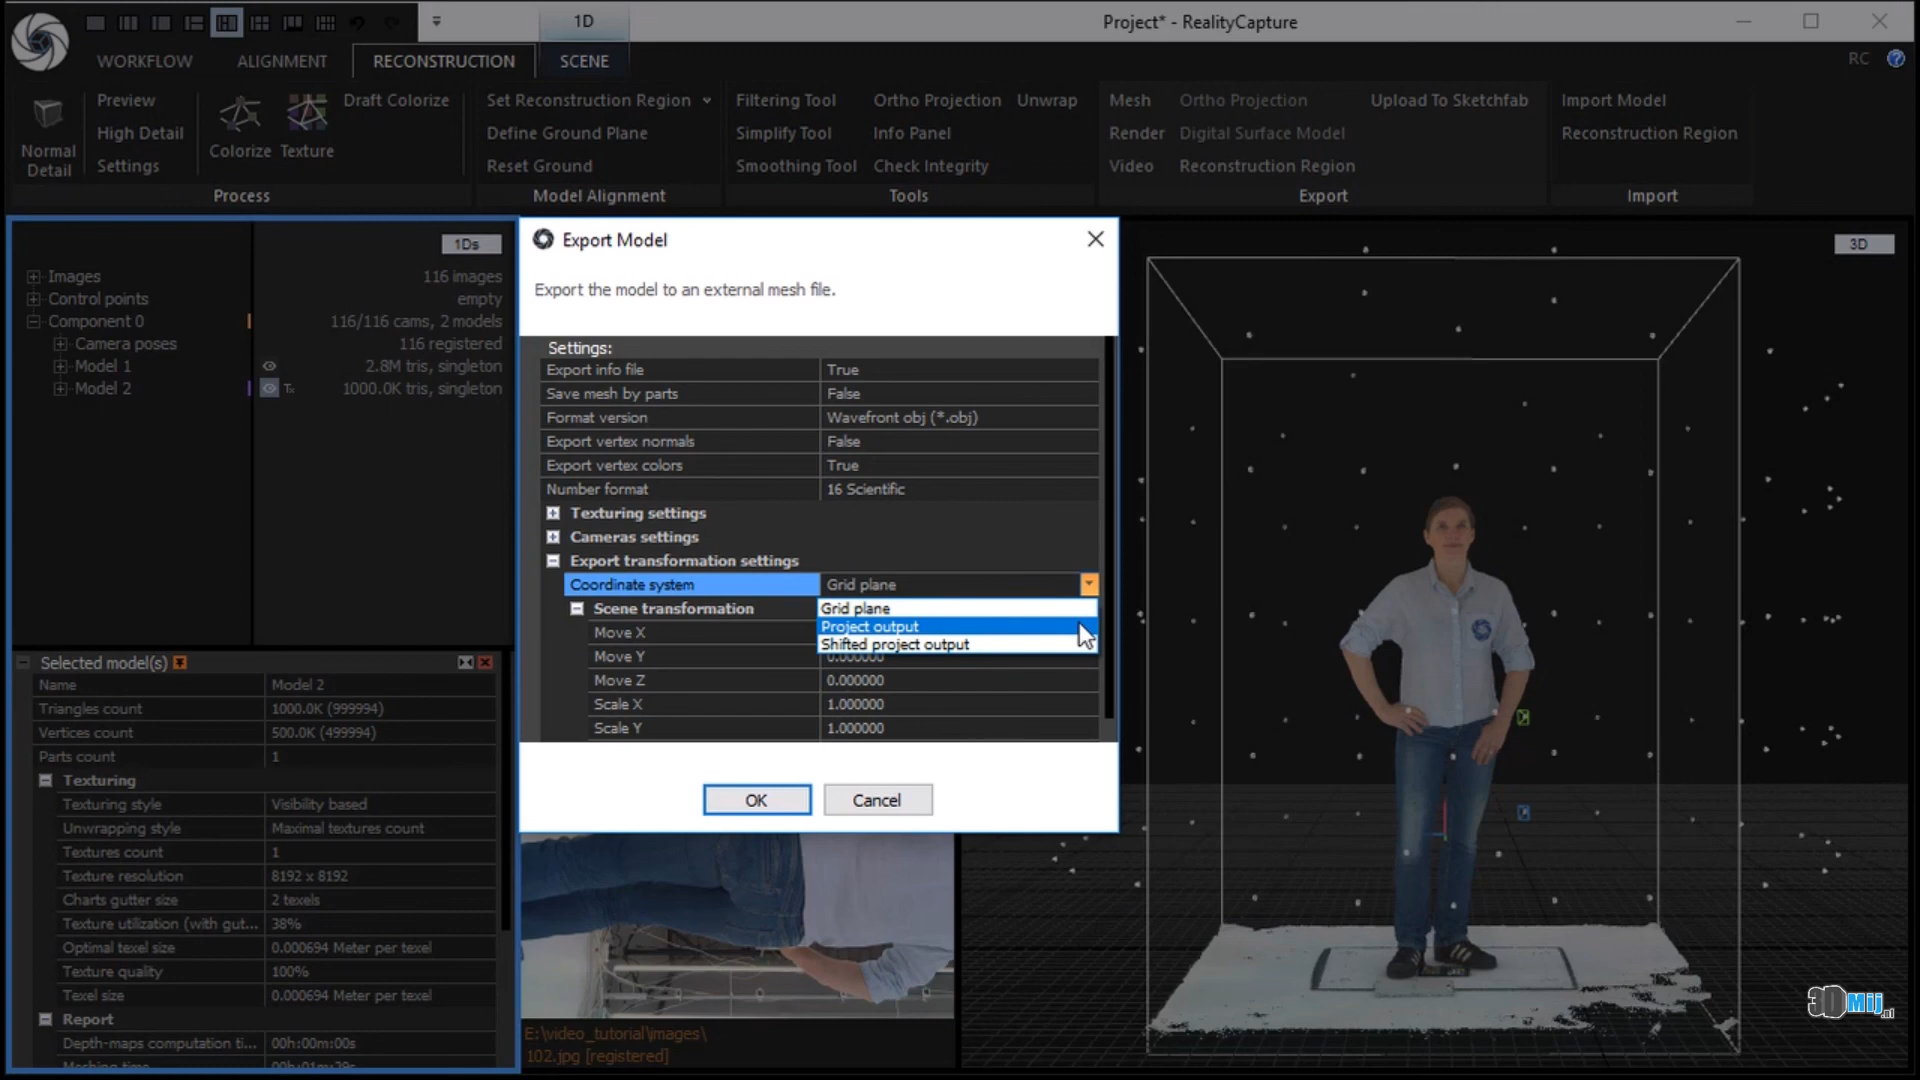 1D
Project* - RealityCapture
WORKFLOW
ALIGNMENT
RECONSTRUCTION
SCENE
RC
Normal
Detail
Preview
High Detail
Settings
Colorize
Texture
Draft Colorize
Process
Set Reconstruction Region
Define Ground Plane
Reset Ground
Model Alignment
Filtering Tool
Simplify Tool
Smoothing Tool
Ortho Projection
Info Panel
Check Integrity
Unwrap
Tools
Mesh
Render
Video
Ortho Projection
Digital Surface Model
Reconstruction Region
Upload To Sketchfab
Export
Import Model
Reconstruction Region
Import
1Ds
Images 116 images
Control points empty
Component 0 116/116 cams, 2 models
Camera poses 116 registered
Model 1 2.8M tris, singleton
Model 2 Tx 1000.0K tris, singleton
Selected model(s)
Name Model 2
Triangles count 1000.0K (999994)
Vertices count 500.0K (499994)
Parts count 1
Texturing
Texturing style Visibility based
Unwrapping style Maximal textures count
Textures count 1
Texture resolution 8192 x 8192
Charts gutter size 2 texels
Texture utilization (with gut... 38%
Optimal texel size 0.000694 Meter per texel
Texture quality 100%
Texel size 0.000694 Meter per texel
Report
Depth-maps computation ti... 00h:00m:00s
Meshing time 00h:01m:29s
Export Model
Export the model to an external mesh file.
Settings:
Export info file True
Save mesh by parts False
Format version Wavefront obj (*.obj)
Export vertex normals False
Export vertex colors True
Number format 16 Scientific
Texturing settings
Cameras settings
Export transformation settings
Coordinate system Grid plane
Scene transformation
Grid plane
Project output
Shifted project output
Move X
Move Y 0.000000
Move Z 0.000000
Scale X 1.000000
Scale Y 1.000000
OK
Cancel
E:\video_tutorial\images\
102.jpg [registered]
3D
3DMij.nl